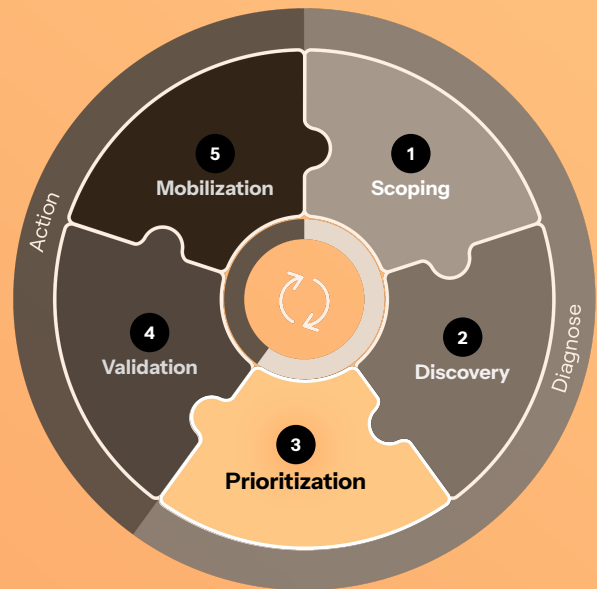 1
Scoping
2
Discovery
3
Prioritization
4
Validation
5
Mobilization
Action
Diagnose